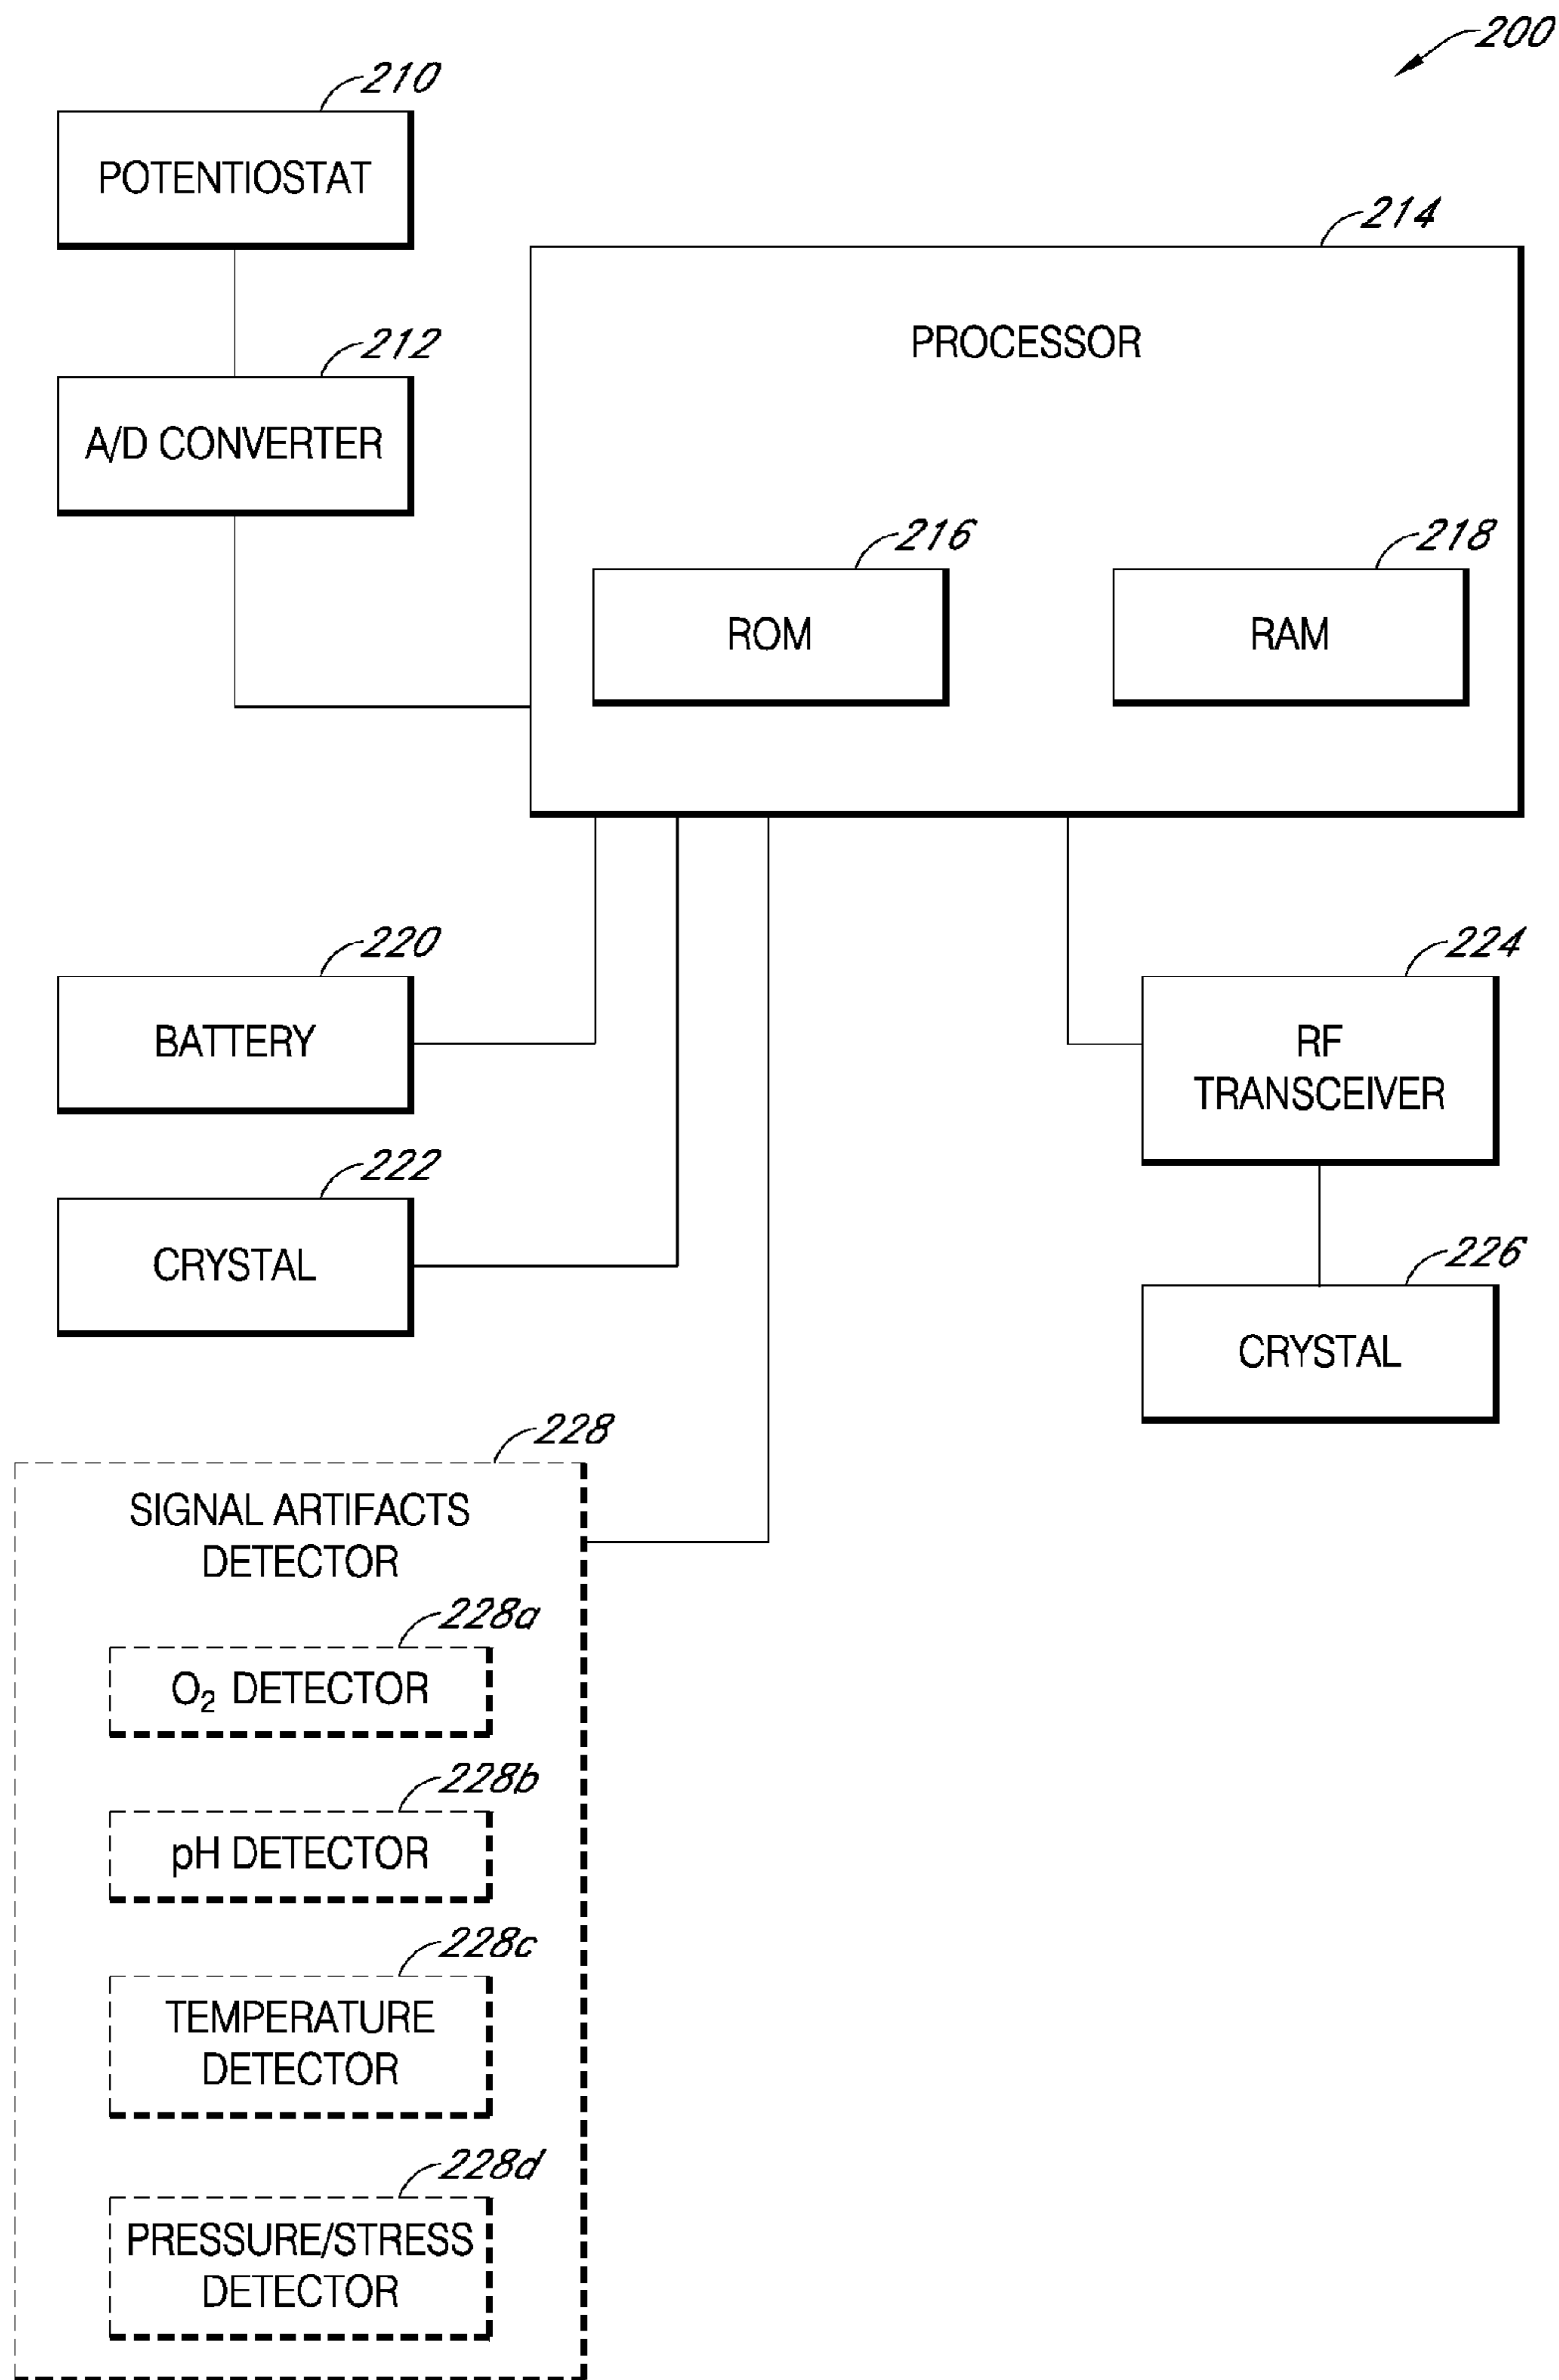 200
210
POTENTIOSTAT
214
PROCESSOR
212
A/D CONVERTER
216
ROM
218
RAM
220
BATTERY
224
RF
TRANSCEIVER
222
CRYSTAL
226
CRYSTAL
228
SIGNAL ARTIFACTS
DETECTOR
228a
O₂ DETECTOR
228b
pH DETECTOR
228c
TEMPERATURE
DETECTOR
228d
PRESSURE/STRESS
DETECTOR